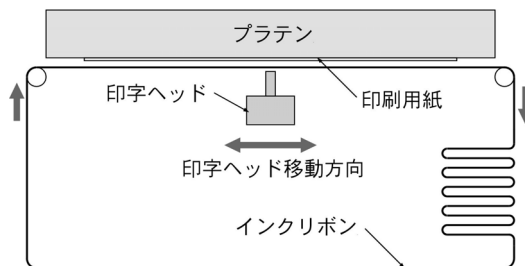 プラテン
印字ヘッド
印刷用紙
印字ヘッド移動方向
インクリボン